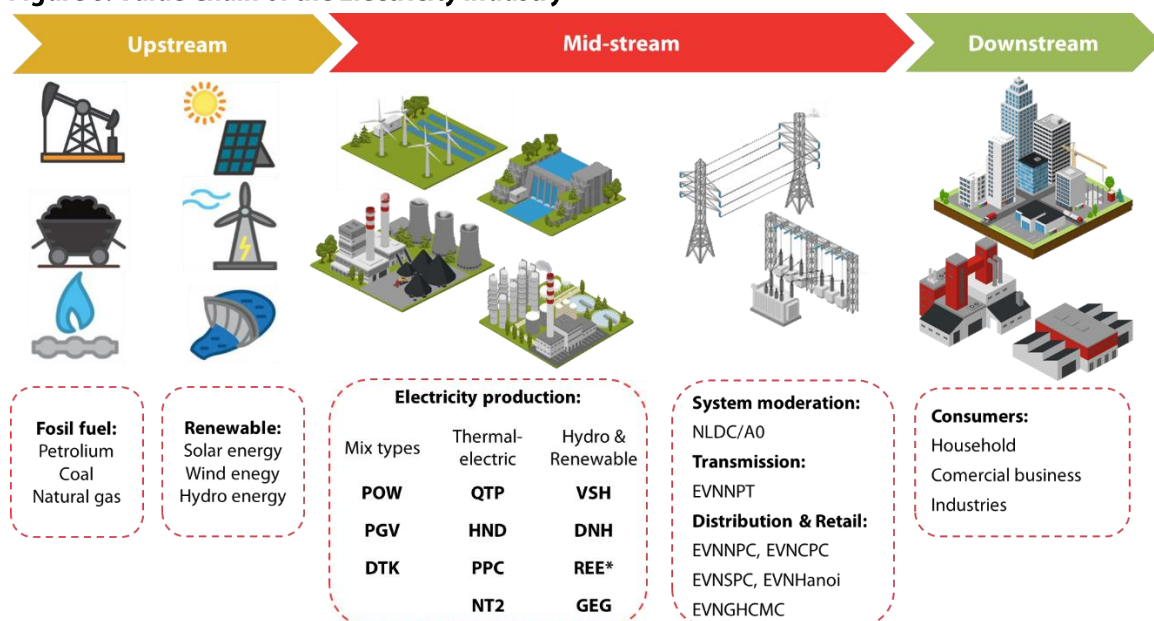 Upstream
Mid-stream
Downstream
Fosil fuel:
Petrolium
Coal
Natural gas
Renewable:
Solar energy
Wind enegy
Hydro energy
Electricity production:
Mix types
POW
PGV
DTK
Thermal-
electric
QTP
HND
PPC
NT2
Hydro &
Renewable
VSH
DNH
REE*
GEG
System moderation:
NLDC/A0
Transmission:
EVNNPT
Distribution & Retail:
EVNNPC, EVNCPC
EVNSPC, EVNHanoi
EVNGHCMC
Consumers:
Household
Comercial business
Industries